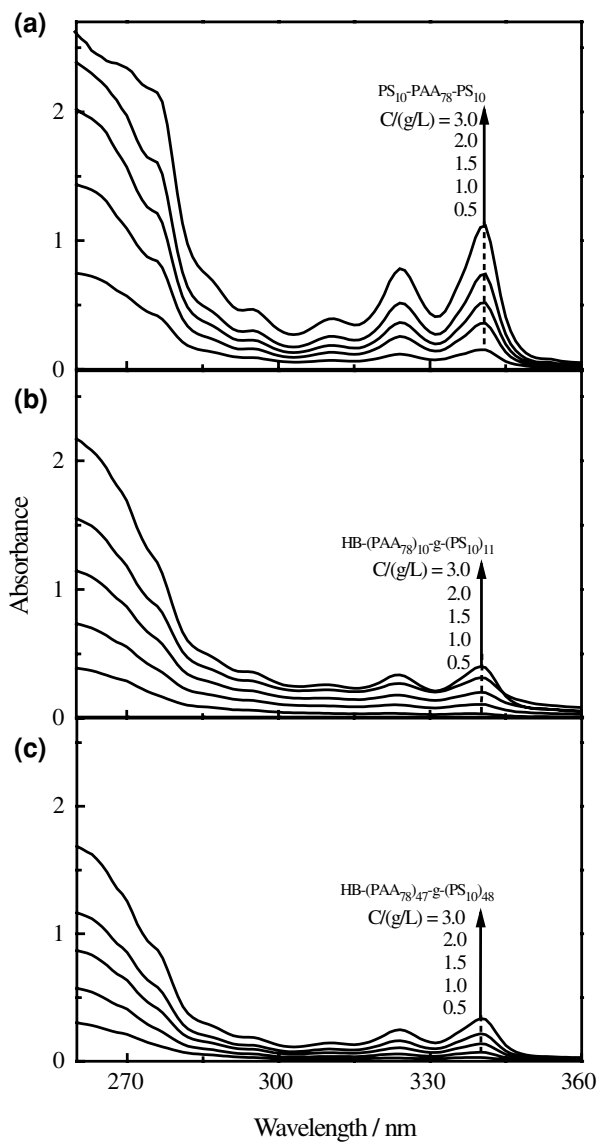 (a)
2
1
0
PS₁₀-PAA₇₈-PS₁₀
C/(g/L) = 3.0
2.0
1.5
1.0
0.5
(b)
2
1
0
HB-(PAA₇₈)₁₀-g-(PS₁₀)₁₁
C/(g/L) = 3.0
2.0
1.5
1.0
0.5
(c)
2
1
0
HB-(PAA₇₈)₄₇-g-(PS₁₀)₄₈
C/(g/L) = 3.0
2.0
1.5
1.0
0.5
Absorbance
270 300 330 360
Wavelength / nm